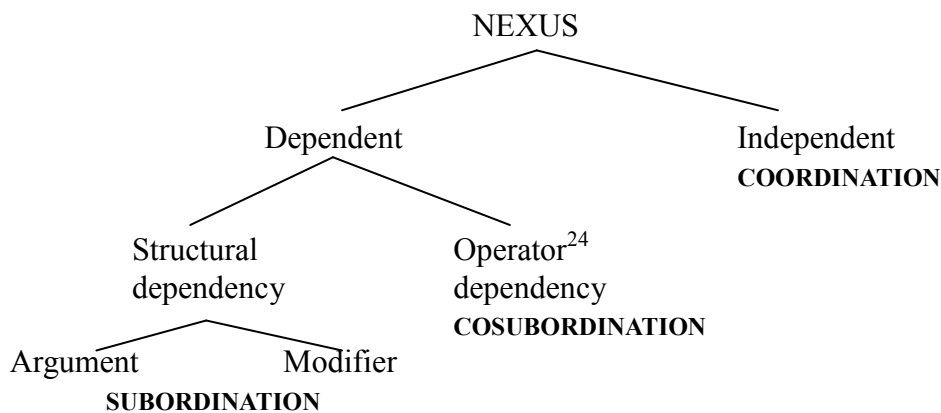 NEXUS
Dependent Independent
COORDINATION
Structural Operator24
dependency dependency
COSUBORDINATION
Argument Modifier
SUBORDINATION